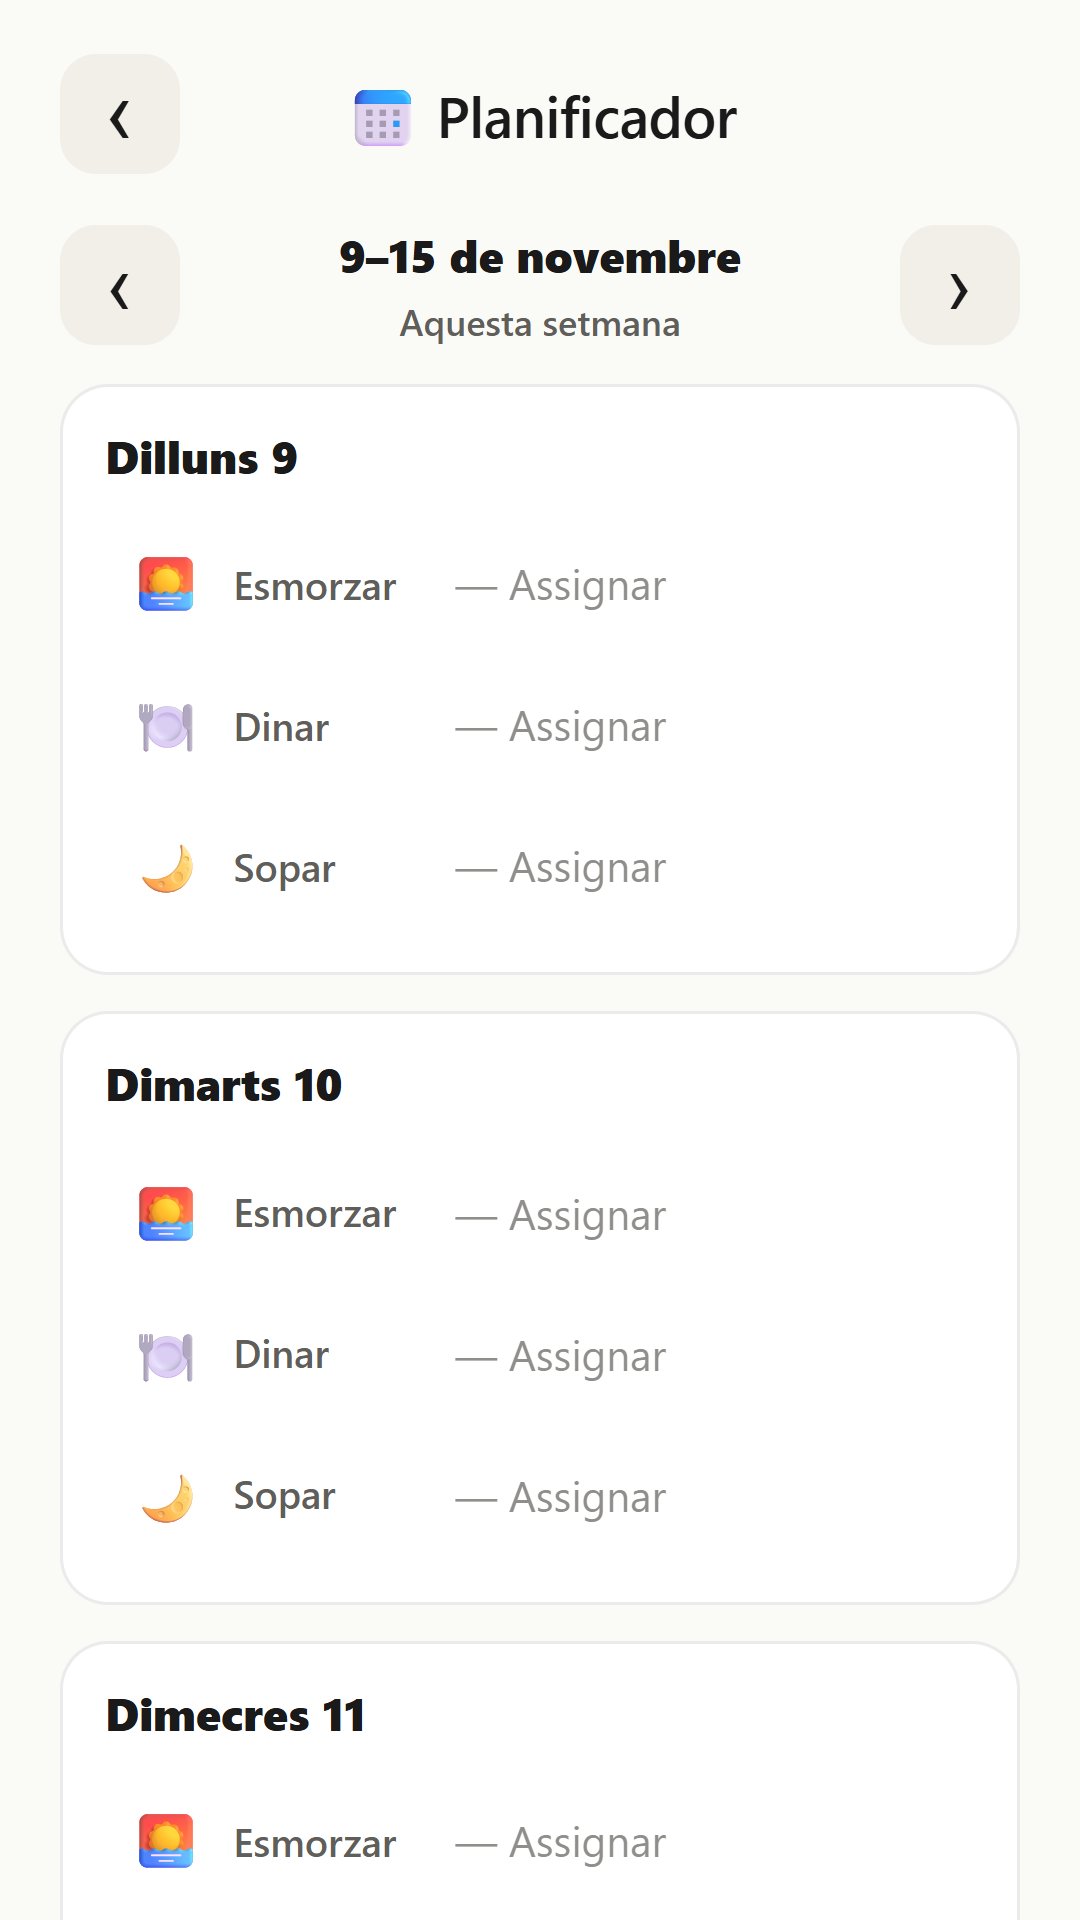 Planificador
9–15 de novembre
Aquesta setmana
Dilluns 9
Esmorzar — Assignar
Dinar — Assignar
Sopar — Assignar
Dimarts 10
Esmorzar — Assignar
Dinar — Assignar
Sopar — Assignar
Dimecres 11
Esmorzar — Assignar